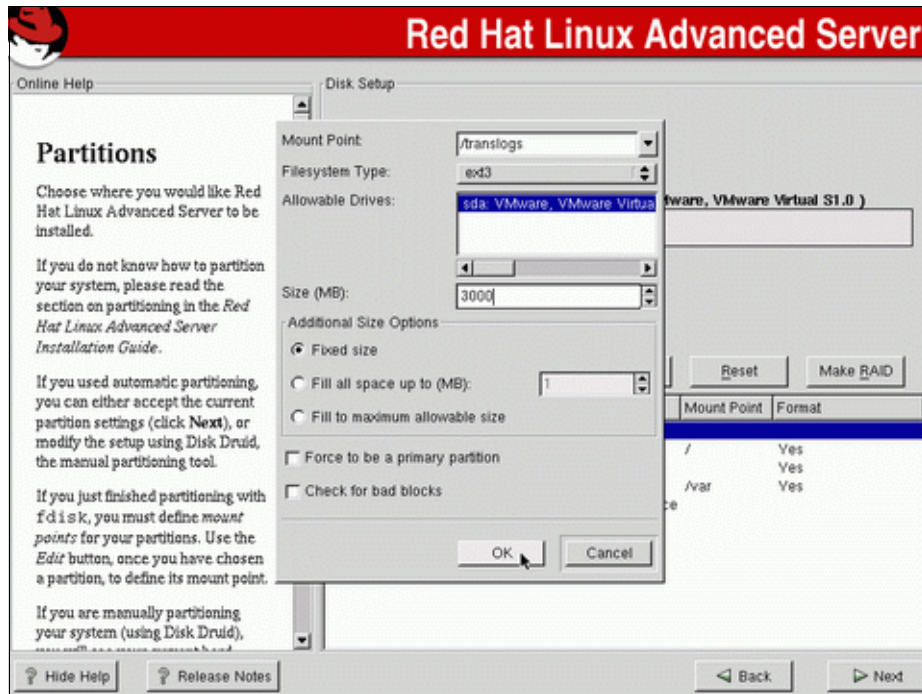 Red Hat Linux Advanced Server
Online Help
Disk Setup
Partitions
Choose where you would like Red
Hat Linux Advanced Server to be
installed.
If you do not know how to partition
your system, please read the
section on partitioning in the Red
Hat Linux Advanced Server
Installation Guide.
If you used automatic partitioning,
you can either accept the current
partition settings (click Next), or
modify the setup using Disk Druid,
the manual partitioning tool.
If you just finished partitioning with
fdisk, you must define mount
points for your partitions. Use the
Edit button, once you have chosen
a partition, to define its mount point.
If you are manually partitioning
your system (using Disk Druid),
Mount Point: /translogs
Filesystem Type: ext3
Allowable Drives: sda: VMware, VMware Virtual
Size (MB): 3000
Additional Size Options
Fixed size
Fill all space up to (MB): 1
Fill to maximum allowable size
Force to be a primary partition
Check for bad blocks
OK Cancel
VMware Virtual S1.0 )
Reset Make RAID
Mount Point Format
/ Yes
Yes
/var Yes
Hide Help Release Notes Back Next